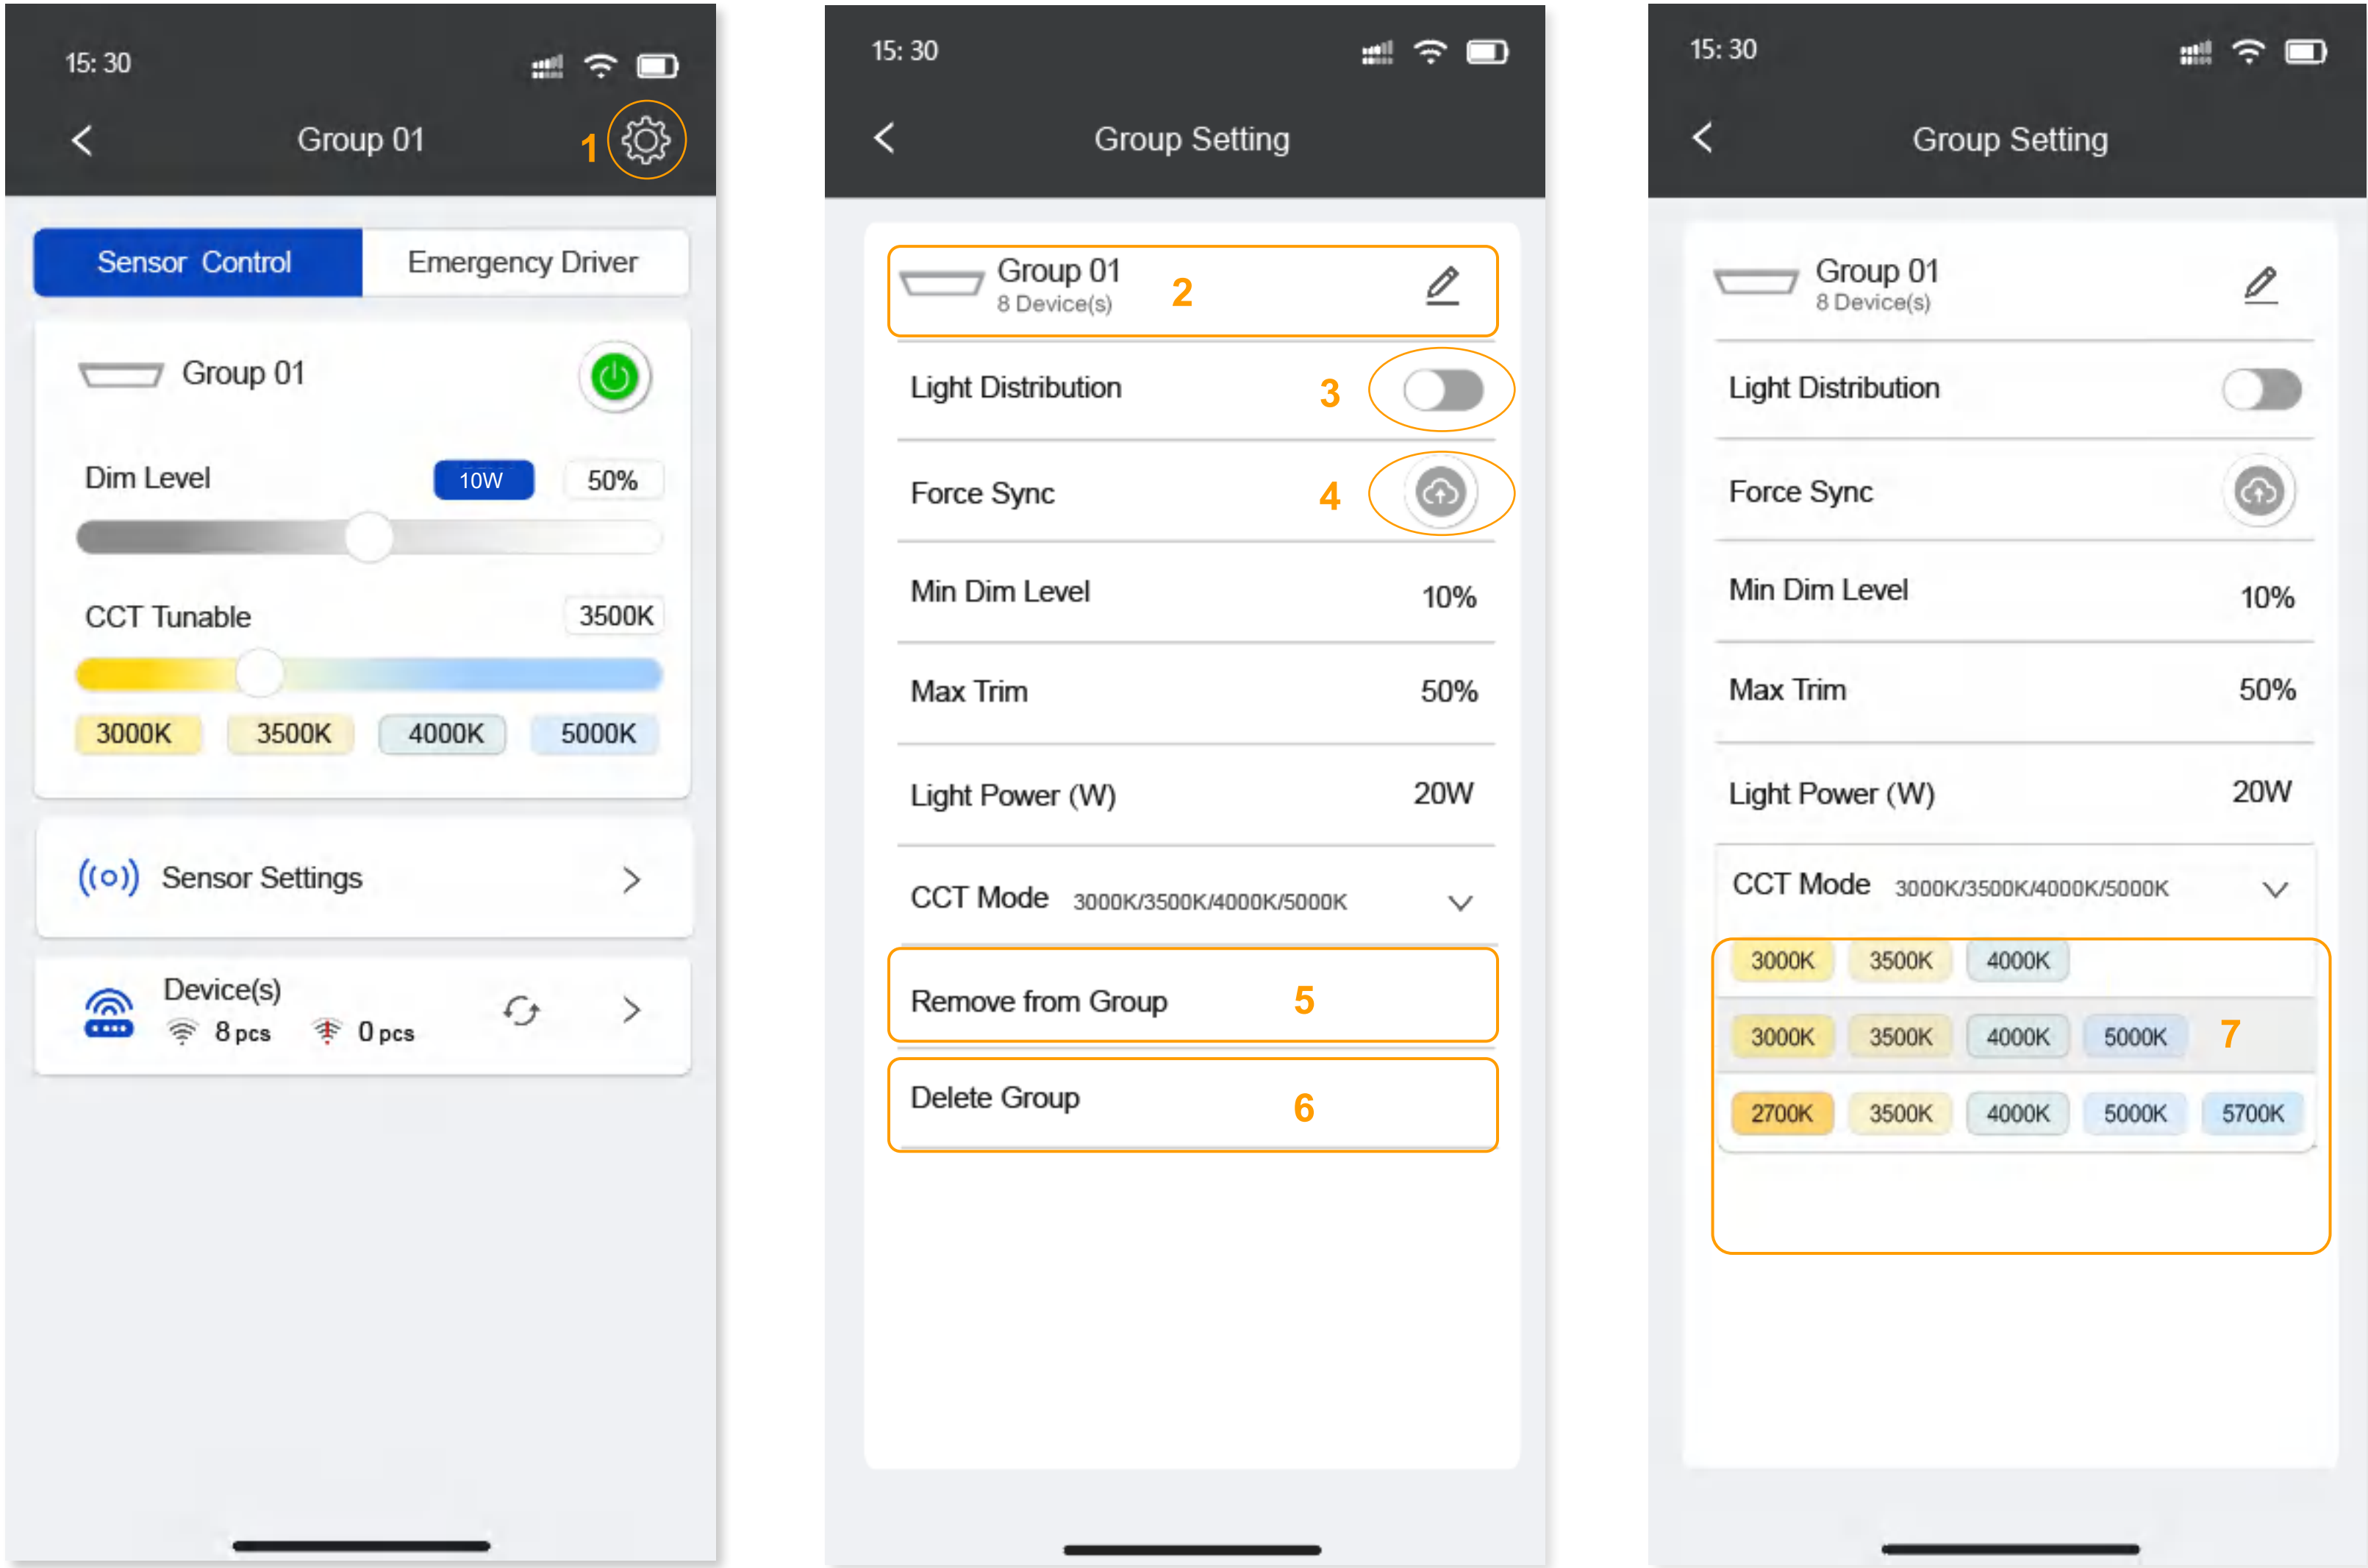 15: 30
Group 01
1
Sensor Control
Emergency Driver
Group 01
Dim Level
10W
50%
CCT Tunable
3500K
3000K
3500K
4000K
5000K
Sensor Settings
Device(s)
8 pcs
0 pcs
15: 30
Group Setting
Group 01
8 Device(s)
2
Light Distribution
3
Force Sync
4
Min Dim Level
10%
Max Trim
50%
Light Power (W)
20W
CCT Mode 3000K/3500K/4000K/5000K
Remove from Group
5
Delete Group
6
15: 30
Group Setting
Group 01
8 Device(s)
Light Distribution
Force Sync
Min Dim Level
10%
Max Trim
50%
Light Power (W)
20W
CCT Mode 3000K/3500K/4000K/5000K
3000K 3500K 4000K
3000K 3500K 4000K 5000K
7
2700K 3500K 4000K 5000K 5700K